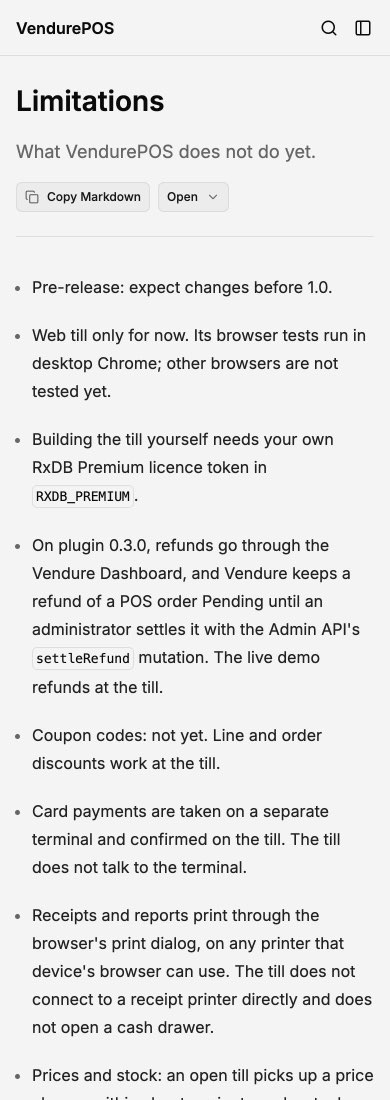 VendurePOS
Limitations
What VendurePOS does not do yet.
Copy Markdown
Open
Pre-release: expect changes before 1.0.
Web till only for now. Its browser tests run in
desktop Chrome; other browsers are not
tested yet.
Building the till yourself needs your own
RxDB Premium licence token in
RXDB_PREMIUM.
On plugin 0.3.0, refunds go through the
Vendure Dashboard, and Vendure keeps a
refund of a POS order Pending until an
administrator settles it with the Admin API's
settleRefund mutation. The live demo
refunds at the till.
Coupon codes: not yet. Line and order
discounts work at the till.
Card payments are taken on a separate
terminal and confirmed on the till. The till
does not talk to the terminal.
Receipts and reports print through the
browser's print dialog, on any printer that
device's browser can use. The till does not
connect to a receipt printer directly and does
not open a cash drawer.
Prices and stock: an open till picks up a price